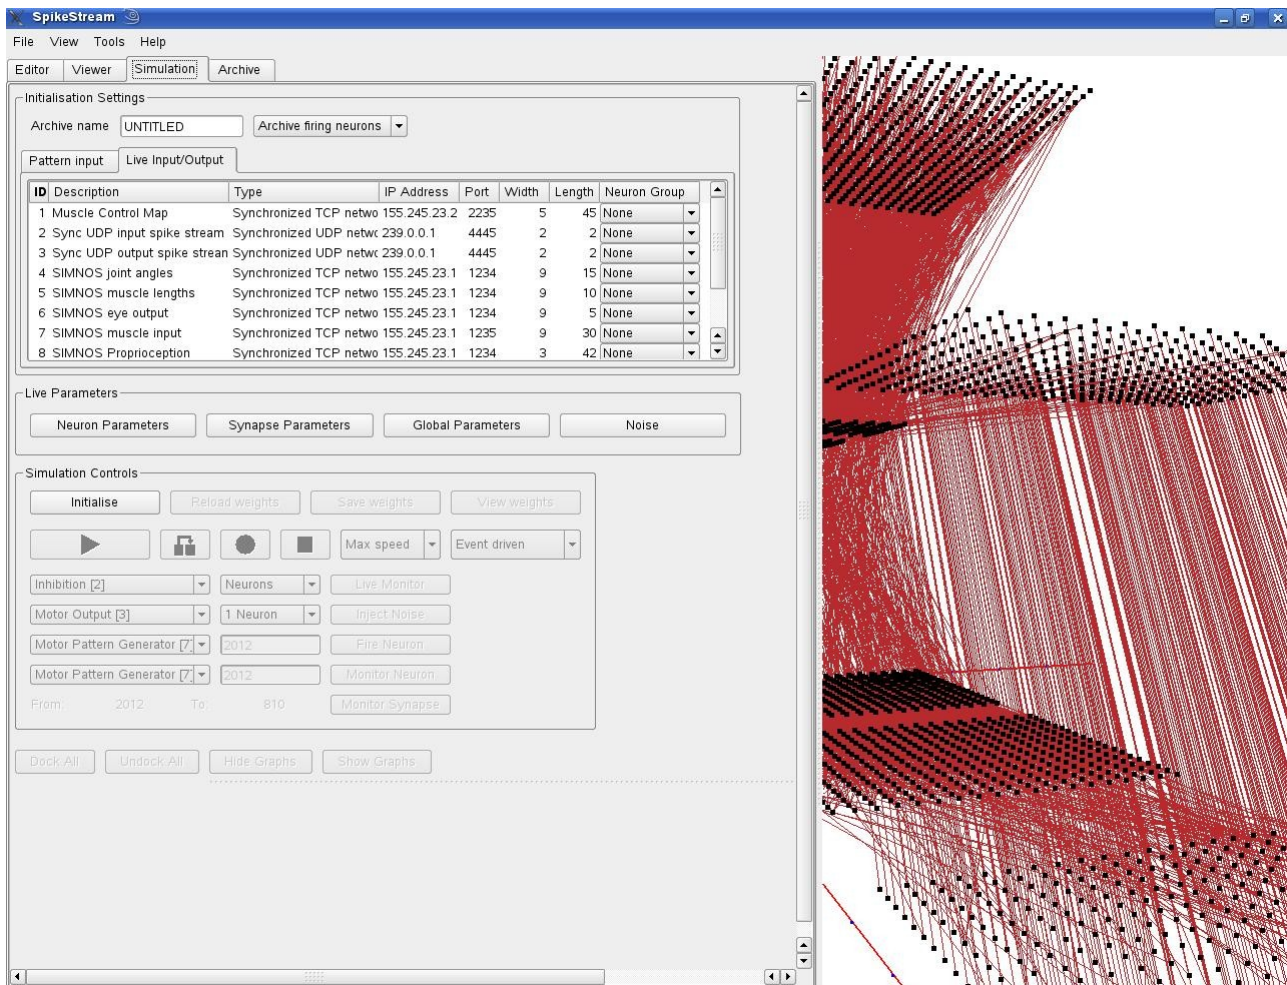 SpikeStream
File View Tools Help
Editor Viewer Simulation Archive
Initialisation Settings
Archive name UNTITLED Archive firing neurons
Pattern input Live Input/Output
ID Description Type IP Address Port Width Length Neuron Group
1 Muscle Control Map Synchronized TCP netwo 155.245.23.2 2235 5 45 None
2 Sync UDP input spike stream Synchronized UDP netwc 239.0.0.1 4445 2 2 None
3 Sync UDP output spike strean Synchronized UDP netwc 239.0.0.1 4445 2 2 None
4 SIMNOS joint angles Synchronized TCP netwo 155.245.23.1 1234 9 15 None
5 SIMNOS muscle lengths Synchronized TCP netwo 155.245.23.1 1234 9 10 None
6 SIMNOS eye output Synchronized TCP netwo 155.245.23.1 1234 9 5 None
7 SIMNOS muscle input Synchronized TCP netwo 155.245.23.1 1235 9 30 None
8 SIMNOS Proprioception Synchronized TCP netwo 155.245.23.1 1234 3 42 None
Live Parameters
Neuron Parameters Synapse Parameters Global Parameters Noise
Simulation Controls
Initialise Reload weights Save weights View weights
Max speed Event driven
Inhibition [2] Neurons Live Monitor
Motor Output [3] 1 Neuron Inject Noise
Motor Pattern Generator [7] 2012 Fire Neuron
Motor Pattern Generator [7] 2012 Monitor Neuron
From: 2012 To: 810 Monitor Synapse
Dock All Undock All Hide Graphs Show Graphs